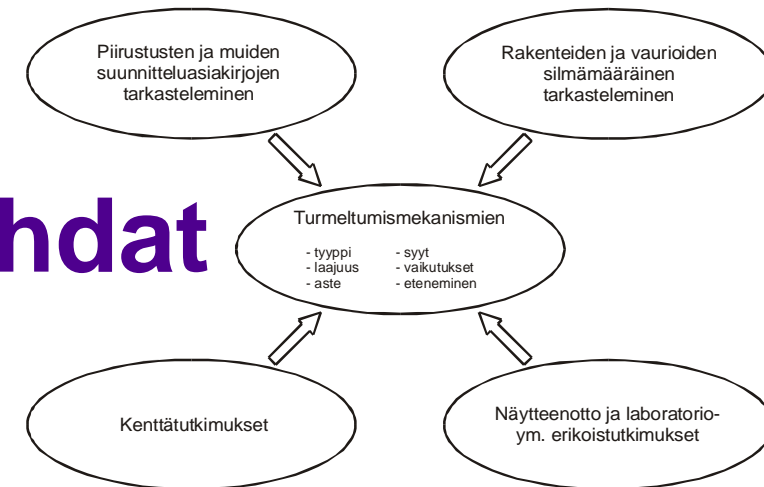 Piirustusten ja muiden
suunnitteluasiakirjojen
tarkasteleminen
Rakenteiden ja vaurioiden
silmämääräinen
tarkasteleminen
hdat
Turmeltumismekanismien
- tyyppi - syyt
- laajuus - vaikutukset
- aste - eteneminen
Kenttätutkimukset
Näytteenotto ja laboratorio-
ym. erikoistutkimukset